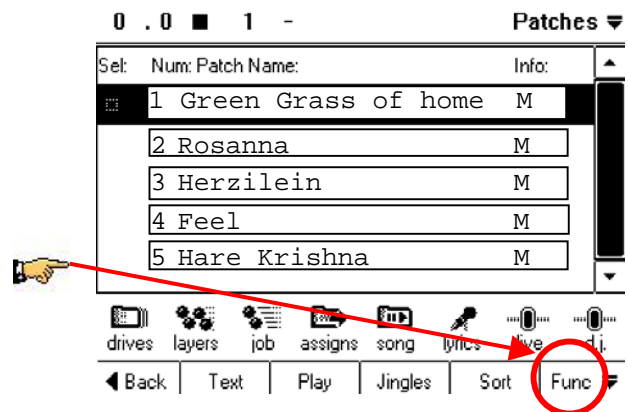 0 . 0 ■ 1 - Patches
Sel: Num: Patch Name: Info:
1 Green Grass of home M
2 Rosanna M
3 Herzilein M
4 Feel M
5 Hare Krishna M
drives layers job assigns song lyrics live d.j.
Back Text Play Jingles Sort Func